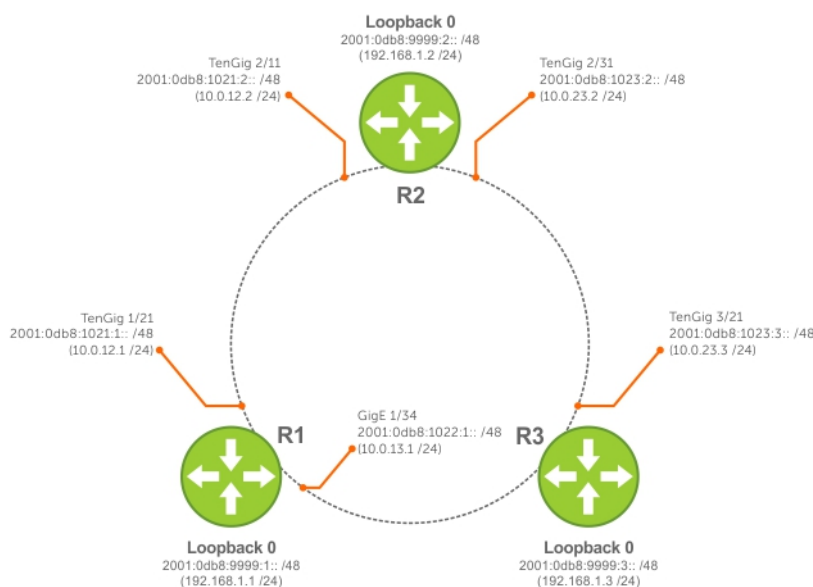 Loopback 0
2001:0db8:9999:2:: /48
(192.168.1.2 /24)
TenGig 2/11
2001:0db8:1021:2:: /48
(10.0.12.2 /24)
TenGig 2/31
2001:0db8:1023:2:: /48
(10.0.23.2 /24)
R2
TenGig 1/21
2001:0db8:1021:1:: /48
(10.0.12.1 /24)
TenGig 3/21
2001:0db8:1023:3:: /48
(10.0.23.3 /24)
GigE 1/34
2001:0db8:1022:1:: /48
(10.0.13.1 /24)
R1
R3
Loopback 0
2001:0db8:9999:1:: /48
(192.168.1.1 /24)
Loopback 0
2001:0db8:9999:3:: /48
(192.168.1.3 /24)